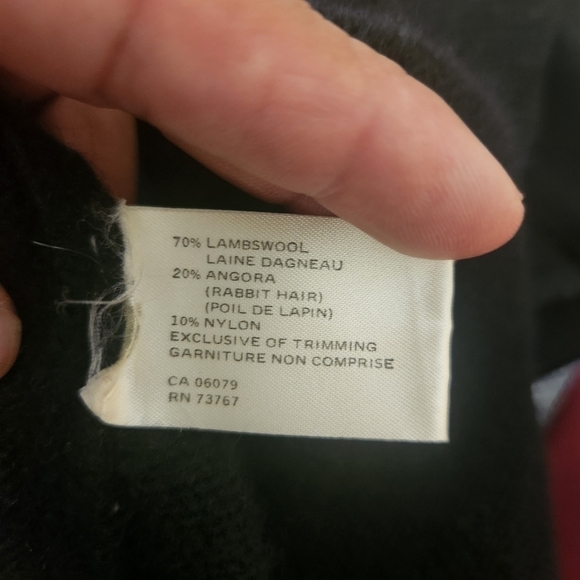 70% LAMBSWOOL
LAINE DAGNEAU
20% ANGORA
(RABBIT HAIR)
(POIL DE LAPIN)
10% NYLON
EXCLUSIVE OF TRIMMING
GARNITURE NON COMPRISE
CA 06079
RN 73767